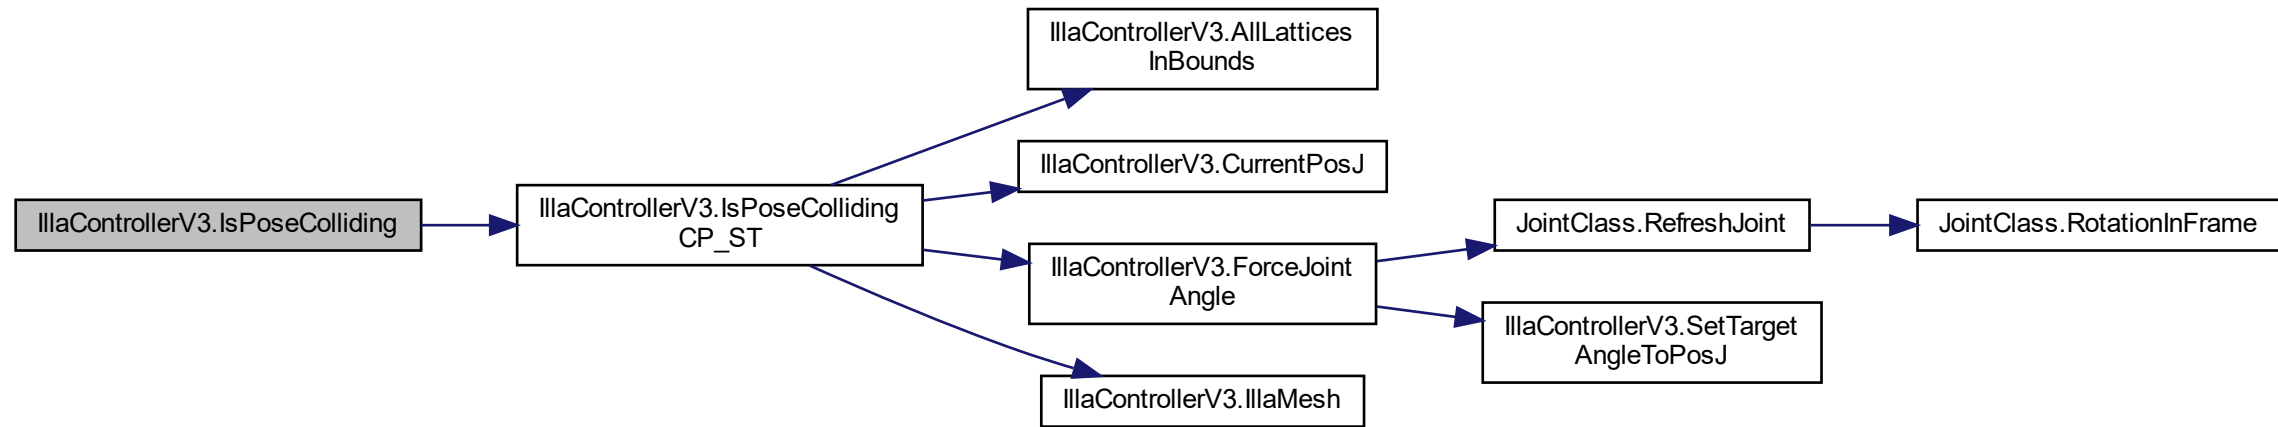 IllaControllerV3.IsPoseColliding
IllaControllerV3.IsPoseColliding
CP_ST
IllaControllerV3.AllLattices
InBounds
IllaControllerV3.CurrentPosJ
IllaControllerV3.ForceJoint
Angle
IllaControllerV3.IllaMesh
JointClass.RefreshJoint
IllaControllerV3.SetTarget
AngleToPosJ
JointClass.RotationInFrame